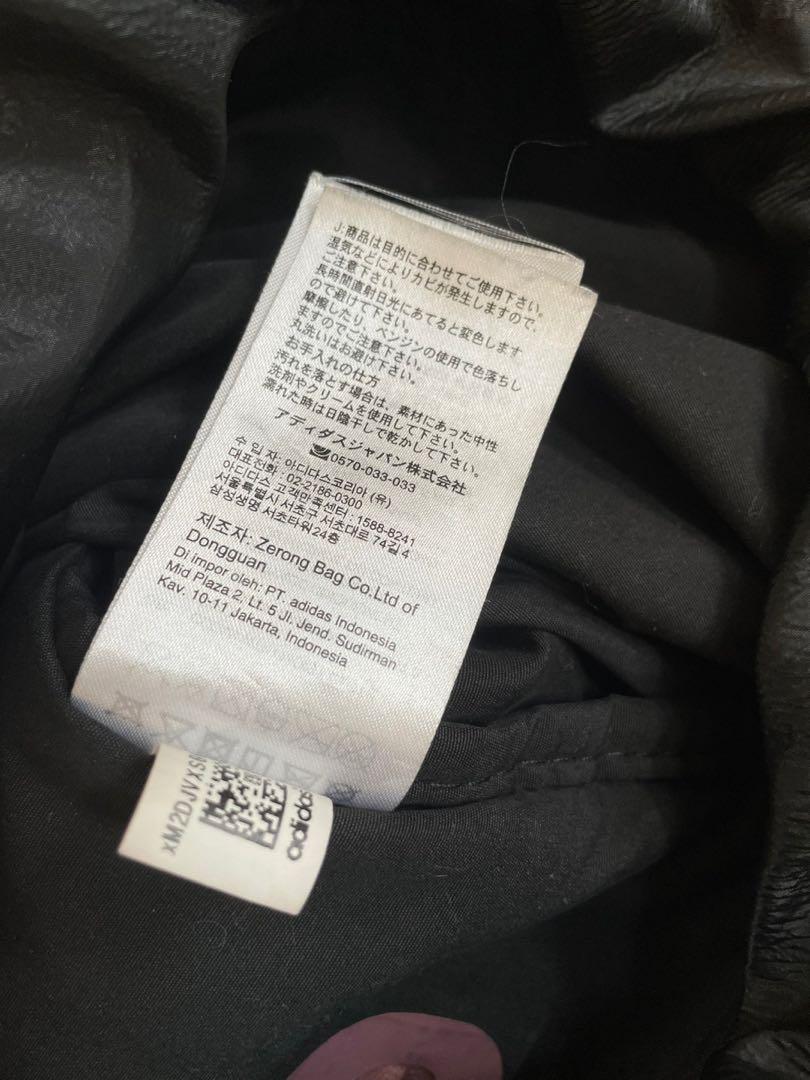 J:商品は目的に合わせてご使用下さい。
湿気などによりカビが発生しますので、
ご注意下さい。
長時間直射日光にあてると変色します
ので避けて下さい。
摩擦したり、ベンジンの使用で色落ちし
ますのでご注意下さい。
丸洗いはお避け下さい。
お手入れの仕方
汚れを落とす場合は、素材にあった中性
洗剤やクリームを使用して下さい。
濡れた時は日陰干しで乾かして下さい。
アディダスジャパン株式会社
0570-033-033
수 입 자: 아디다스코리아 (유)
대표전화: 02-2186-0300
아디다스 고객만족센터 : 1588-8241
서울특별시 서초구 서초대로 74길 4
삼성생명 서초타워 24층
제조자: Zerong Bag Co.Ltd of
Dongguan
Di impor oleh: PT. adidas Indonesia
Mid Plaza 2, Lt. 5 Jl. Jend. Sudirman
Kav. 10-11 Jakarta, Indonesia
xM2DJVXS
adidas